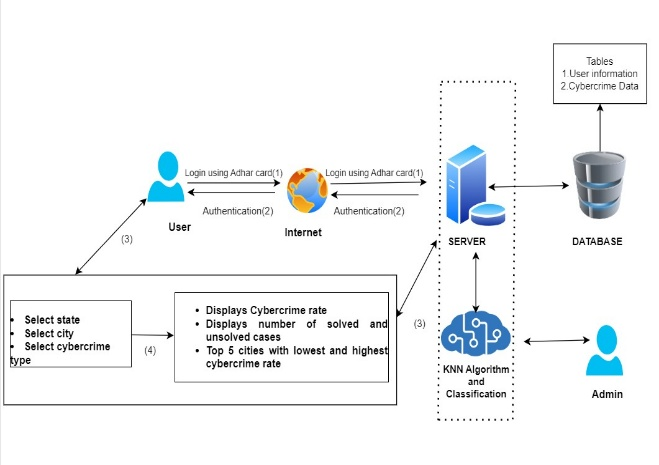 Tables
1.User information
2.Cybercrime Data
Login using Adhar card(1)
Login using Adhar card(1)
Authentication(2)
Authentication(2)
User
Internet
SERVER
DATABASE
(3)
• Select state
• Select city
• Select cybercrime
type
(4)
• Displays Cybercrime rate
• Displays number of solved and
unsolved cases
• Top 5 cities with lowest and highest
cybercrime rate
(3)
KNN Algorithm
and
Classification
Admin